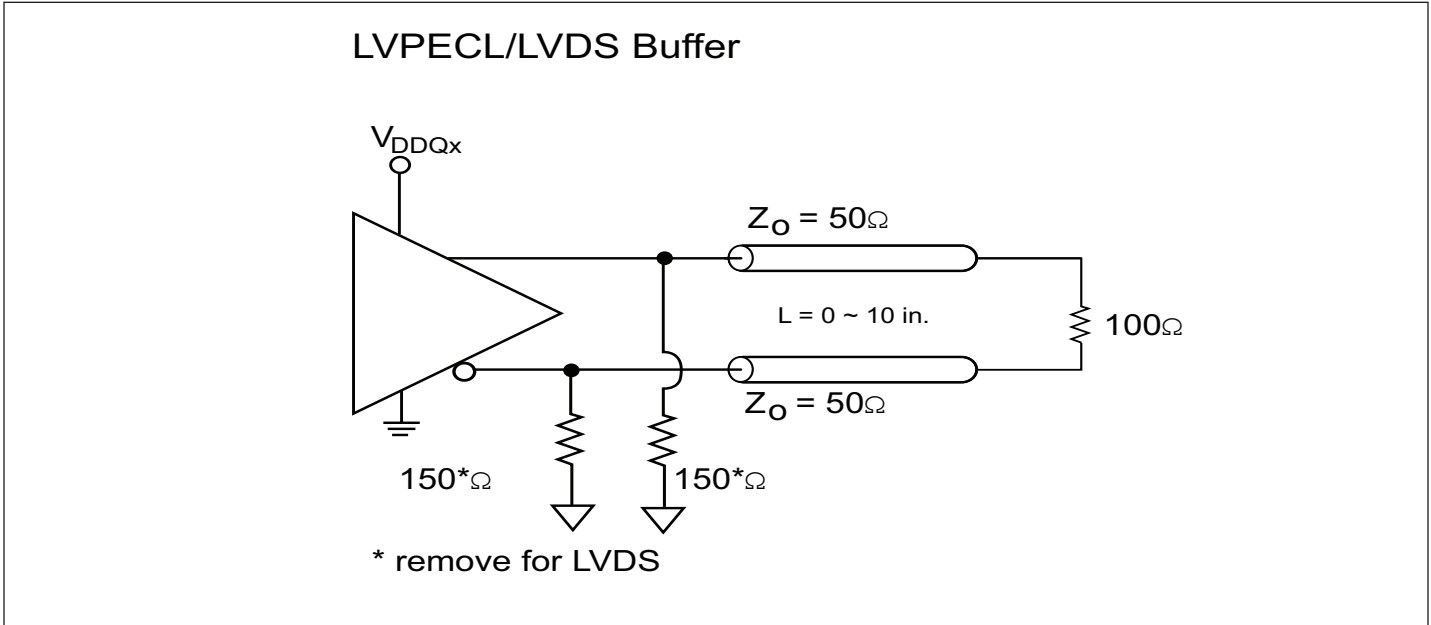 LVPECL/LVDS Buffer
VDDQx
ZO = 50Ω
L = 0 ~ 10 in.
100Ω
ZO = 50Ω
150*Ω
150*Ω
* remove for LVDS